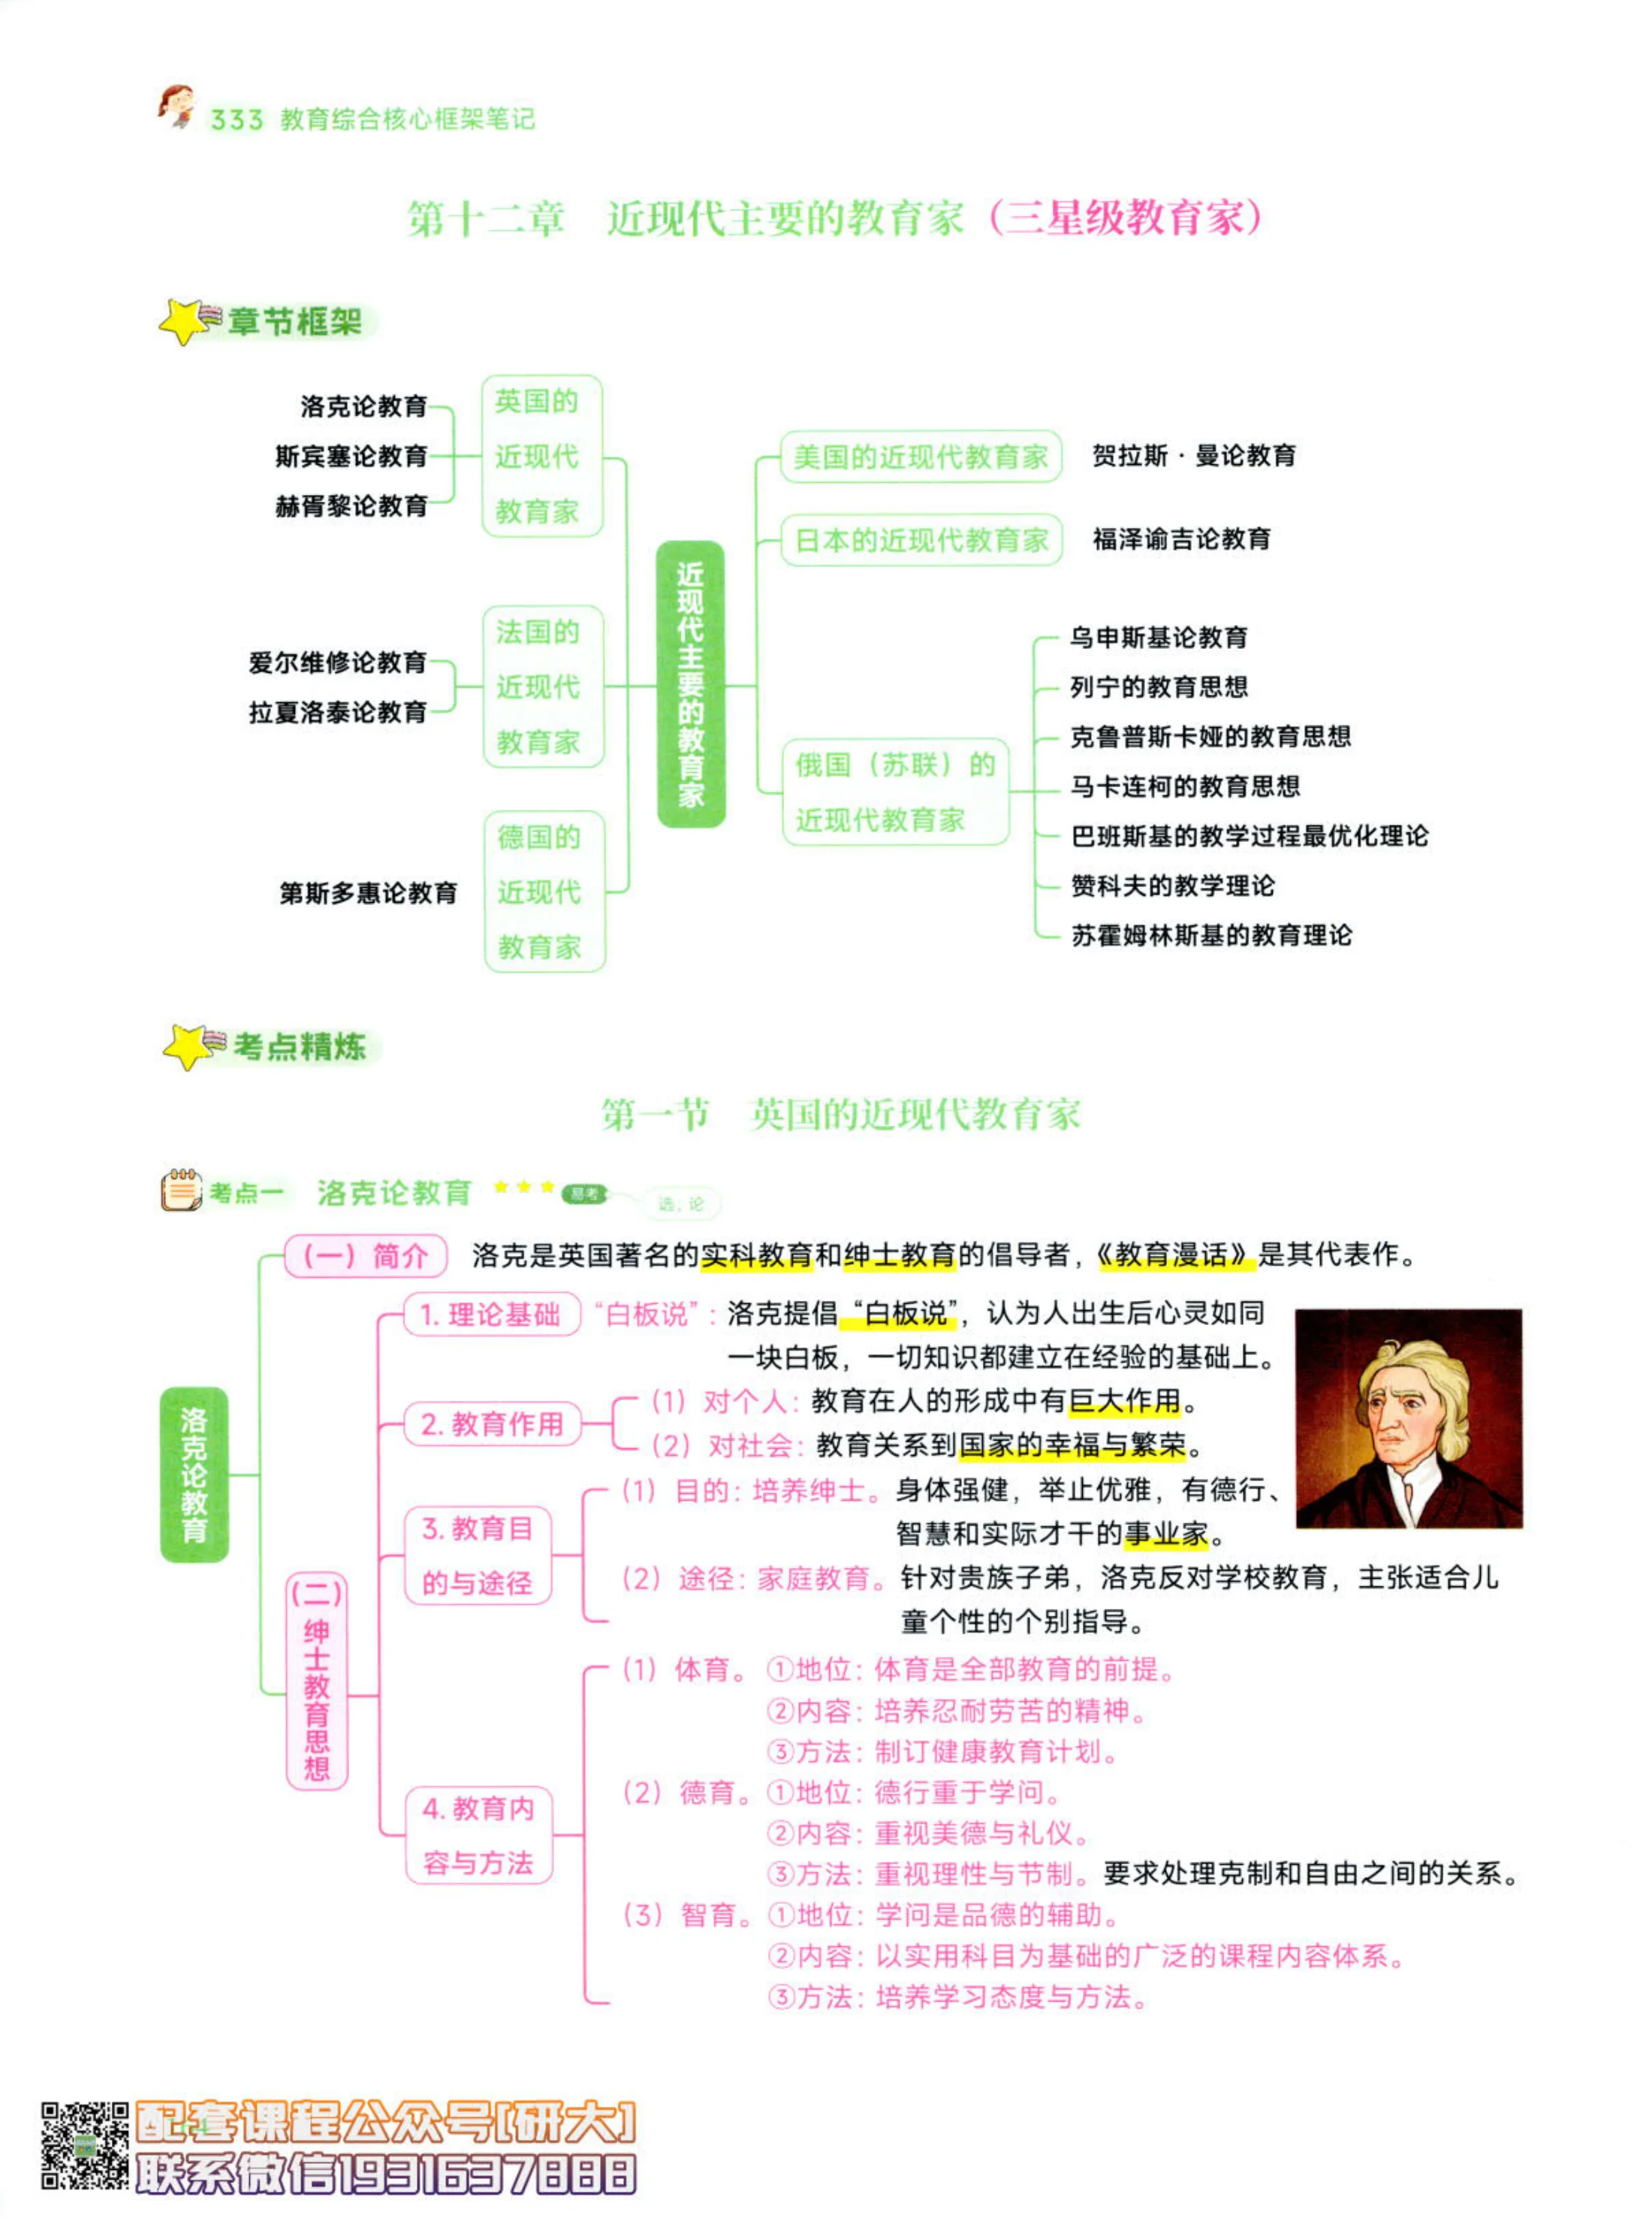 333 教育综合核心框架笔记
第十二章 近现代主要的教育家（三星级教育家）
章节框架
洛克论教育
斯宾塞论教育
赫胥黎论教育
英国的
近现代
教育家
爱尔维修论教育
拉夏洛泰论教育
法国的
近现代
教育家
第斯多惠论教育
德国的
近现代
教育家
近现代主要的教育家
美国的近现代教育家
贺拉斯·曼论教育
日本的近现代教育家
福泽谕吉论教育
俄国（苏联）的
近现代教育家
乌申斯基论教育
列宁的教育思想
克鲁普斯卡娅的教育思想
马卡连柯的教育思想
巴班斯基的教学过程最优化理论
赞科夫的教学理论
苏霍姆林斯基的教育理论
考点精炼
第一节 英国的近现代教育家
考点一 洛克论教育 易考 选；论
洛克论教育
（一）简介 洛克是英国著名的实科教育和绅士教育的倡导者，《教育漫话》是其代表作。
（二）绅士教育思想
1. 理论基础 “白板说”：洛克提倡“白板说”，认为人出生后心灵如同
一块白板，一切知识都建立在经验的基础上。
2. 教育作用
（1）对个人：教育在人的形成中有巨大作用。
（2）对社会：教育关系到国家的幸福与繁荣。
3. 教育目
的与途径
（1）目的：培养绅士。身体强健，举止优雅，有德行、
智慧和实际才干的事业家。
（2）途径：家庭教育。针对贵族子弟，洛克反对学校教育，主张适合儿
童个性的个别指导。
4. 教育内
容与方法
（1）体育。①地位：体育是全部教育的前提。
②内容：培养忍耐劳苦的精神。
③方法：制订健康教育计划。
（2）德育。①地位：德行重于学问。
②内容：重视美德与礼仪。
③方法：重视理性与节制。要求处理克制和自由之间的关系。
（3）智育。①地位：学问是品德的辅助。
②内容：以实用科目为基础的广泛的课程内容体系。
③方法：培养学习态度与方法。
配套课程公众号[研大]
联系微信1931637888